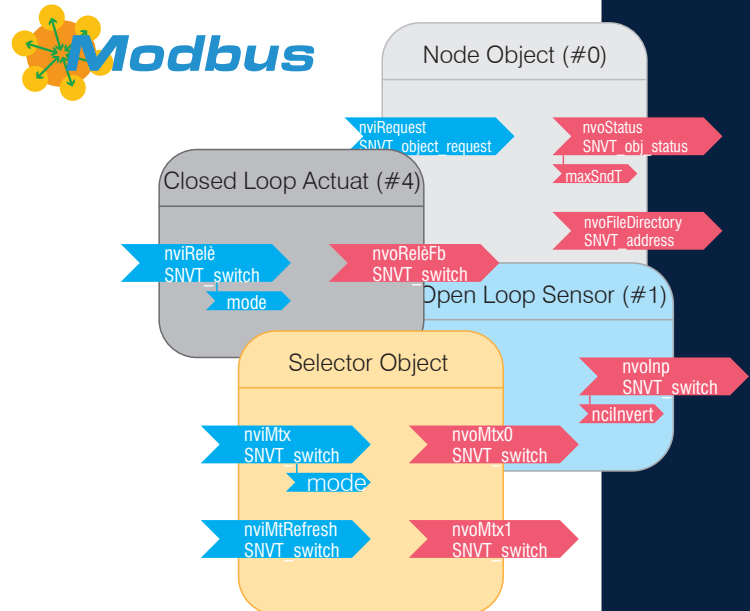 Modbus
Node Object (#0)
nviRequest
SNVT_object_request
nvoStatus
SNVT_obj_status
maxSndT
nvoFileDirectory
SNVT_address
Closed Loop Actuat (#4)
nviRelè
SNVT_switch
mode
nvoRelèFb
SNVT_switch
Open Loop Sensor (#1)
nvoInp
SNVT_switch
nciInvert
Selector Object
nviMtx
SNVT_switch
mode
nvoMtx0
SNVT_switch
nviMtRefresh
SNVT_switch
nvoMtx1
SNVT_switch